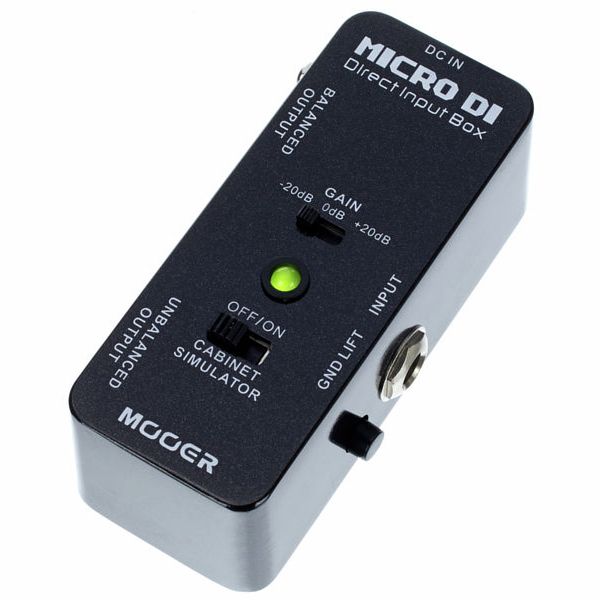 DC IN
MICRO DI
Direct Input Box
BALANCED
OUTPUT
GAIN
-20dB 0dB +20dB
OFF/ON
CABINET
SIMULATOR
INPUT
GND LIFT
UNBALANCED
OUTPUT
MOOER